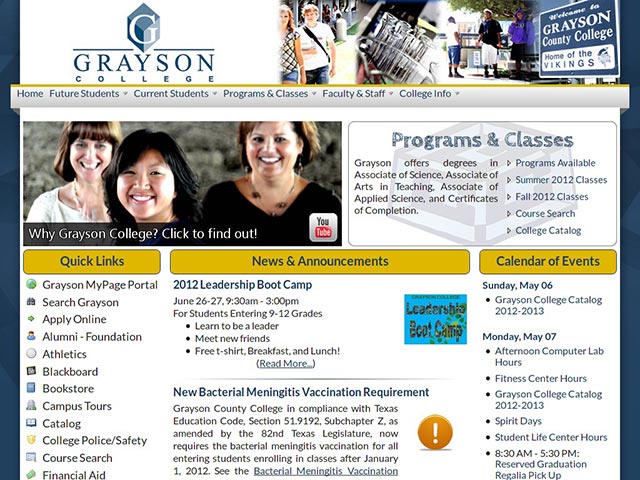 GRAYSON
COLLEGE
Welcome to
GRAYSON
County College
Home of the
VIKINGS
Home Future Students Current Students Programs & Classes Faculty & Staff College Info
Why Grayson College? Click to find out!
You
Tube
Programs & Classes
Grayson offers degrees in
Associate of Science, Associate of
Arts in Teaching, Associate of
Applied Science, and Certificates
of Completion.
Programs Available
Summer 2012 Classes
Fall 2012 Classes
Course Search
College Catalog
Quick Links
Grayson MyPage Portal
Search Grayson
Apply Online
Alumni - Foundation
Athletics
Blackboard
Bookstore
Campus Tours
Catalog
College Police/Safety
Course Search
Financial Aid
News & Announcements
2012 Leadership Boot Camp
June 26-27, 9:30am - 3:00pm
For Students Entering 9-12 Grades
• Learn to be a leader
• Meet new friends
• Free t-shirt, Breakfast, and Lunch!
(Read More...)
GRAYSON COLLEGE
Leadership
Boot Camp
New Bacterial Meningitis Vaccination Requirement
Grayson County College in compliance with Texas
Education Code, Section 51.9192, Subchapter Z, as
amended by the 82nd Texas Legislature, now
requires the bacterial meningitis vaccination for all
entering students enrolling in classes after January
1, 2012. See the Bacterial Meningitis Vaccination
Calendar of Events
Sunday, May 06
• Grayson College Catalog
2012-2013
Monday, May 07
• Afternoon Computer Lab
Hours
• Fitness Center Hours
• Grayson College Catalog
2012-2013
• Spirit Days
• Student Life Center Hours
• 8:30 AM - 5:30 PM:
Reserved Graduation
Regalia Pick Up